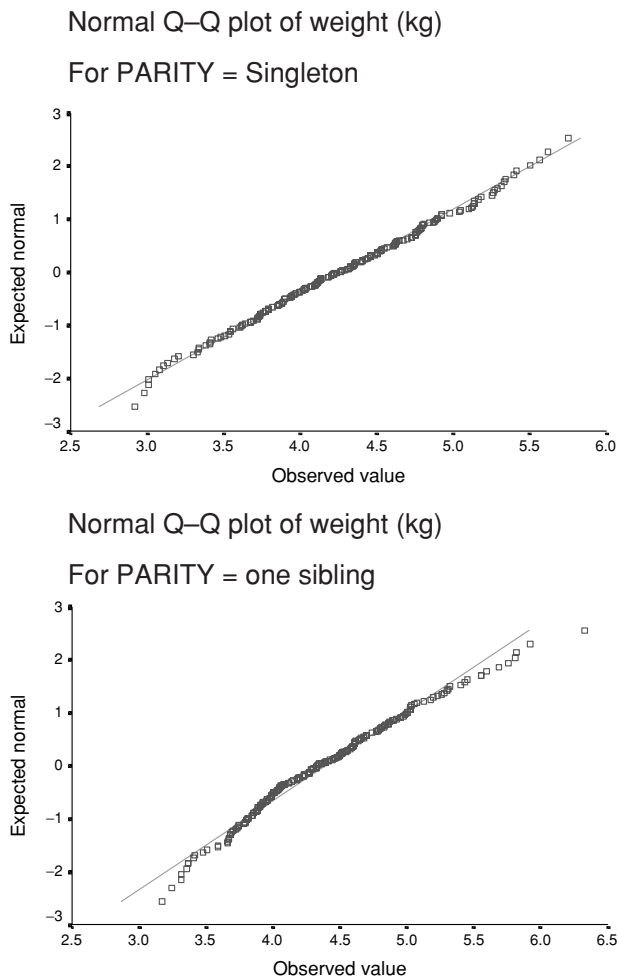 Normal Q–Q plot of weight (kg)
For PARITY = Singleton
3
2
1
0
–1
–2
–3
Expected normal
2.5 3.0 3.5 4.0 4.5 5.0 5.5 6.0
Observed value
Normal Q–Q plot of weight (kg)
For PARITY = one sibling
3
2
1
0
–1
–2
–3
Expected normal
2.5 3.0 3.5 4.0 4.5 5.0 5.5 6.0 6.5
Observed value